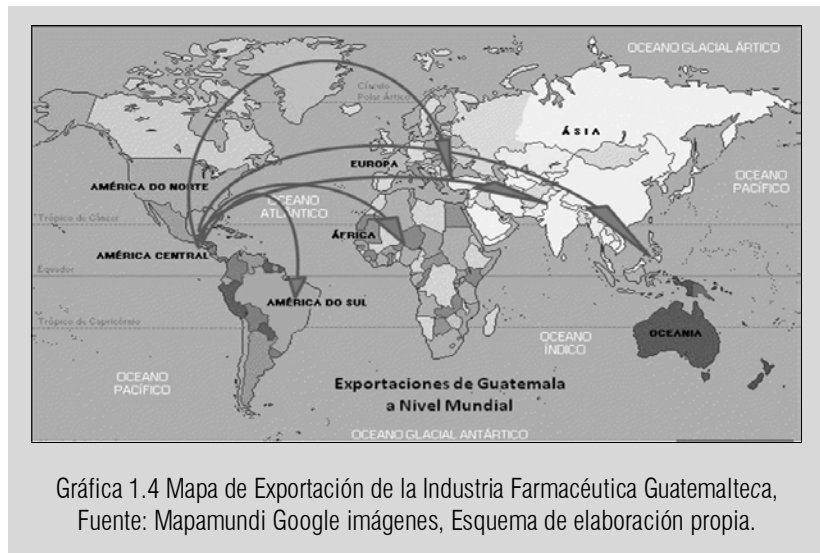 OCEANO GLACIAL ÁRTICO
Círculo
Polar Ártico
ÁSIA
EUROPA
AMÉRICA DO NORTE
OCEANO
PACÍFICO
OCEANO
ATLÂNTICO
Trópico de Câncer
ÁFRICA
AMÉRICA CENTRAL
Equador
AMÉRICA DO SUL
Trópico de Capricórnio
OCEANO
ÍNDICO
OCEANIA
OCEANO
PACÍFICO
Exportaciones de Guatemala
a Nivel Mundial
OCEANO GLACIAL ANTÁRTICO
Gráfica 1.4 Mapa de Exportación de la Industria Farmacéutica Guatemalteca,
Fuente: Mapamundi Google imágenes, Esquema de elaboración propia.